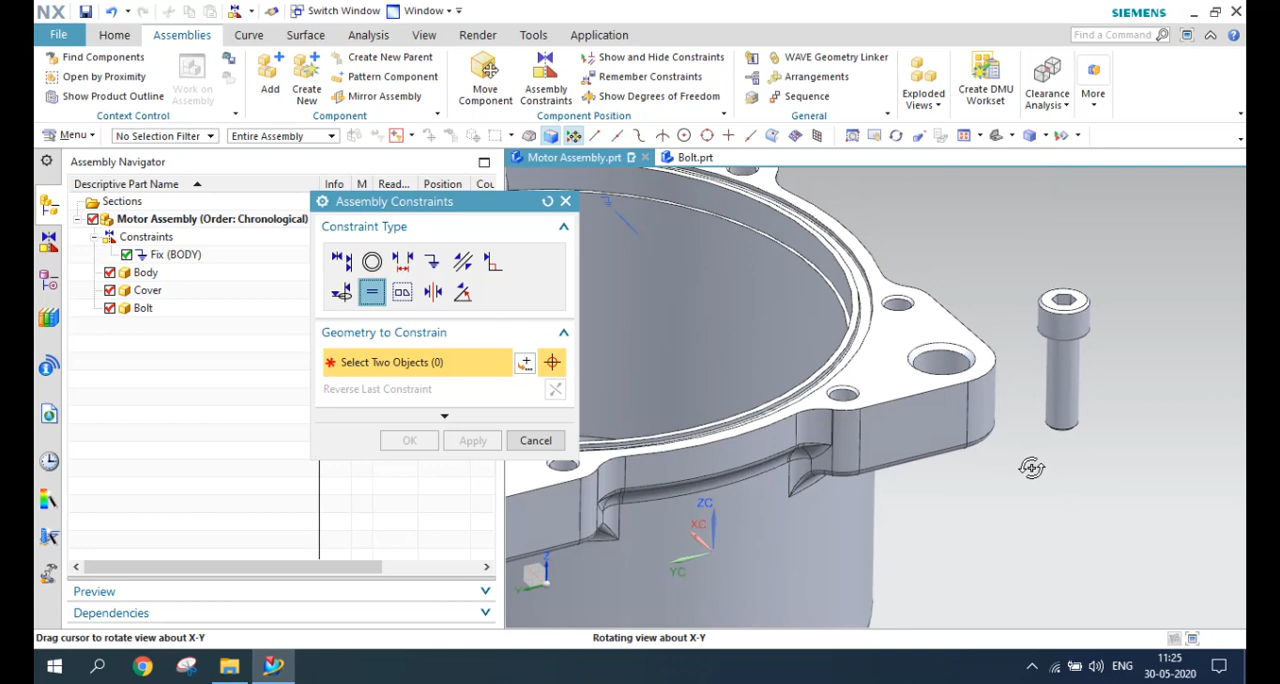 NX Switch Window Window SIEMENS
File Home Assemblies Curve Surface Analysis View Render Tools Application Find a Command
Find Components
Open by Proximity
Show Product Outline
Work on
Assembly
Context Control
Add
Create
New
Create New Parent
Pattern Component
Mirror Assembly
Component
Move
Component
Assembly
Constraints
Show and Hide Constraints
Remember Constraints
Show Degrees of Freedom
Component Position
WAVE Geometry Linker
Arrangements
Sequence
General
Exploded
Views
Create DMU
Workset
Clearance
Analysis
More
Menu No Selection Filter Entire Assembly
Assembly Navigator
Motor Assembly.prt Bolt.prt
Descriptive Part Name Info M Read... Position Cou
Sections
Motor Assembly (Order: Chronological)
Constraints
Fix (BODY)
Body
Cover
Bolt
Assembly Constraints
Constraint Type
Geometry to Constrain
* Select Two Objects (0)
Reverse Last Constraint
OK Apply Cancel
ZC
XC
YC
Z
Y
Preview
Dependencies
Drag cursor to rotate view about X-Y Rotating view about X-Y
ENG
11:25
30-05-2020